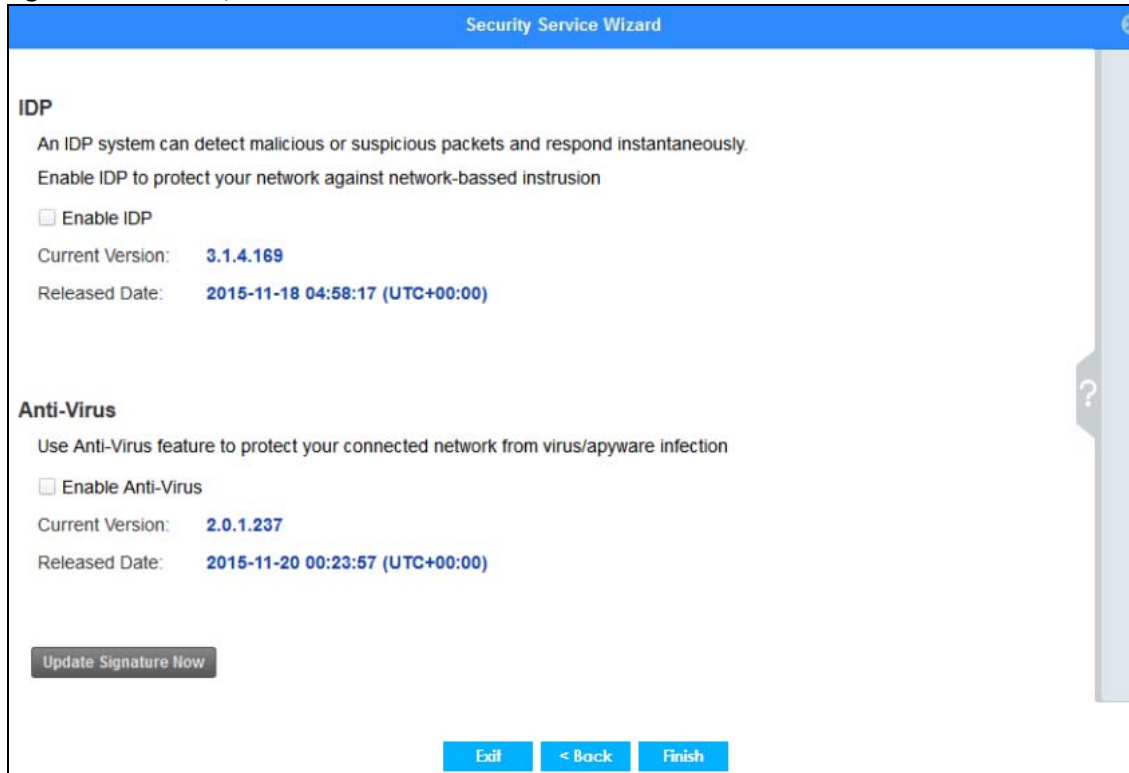 Security Service Wizard
IDP
An IDP system can detect malicious or suspicious packets and respond instantaneously.
Enable IDP to protect your network against network-bassed instrusion
Enable IDP
Current Version: 3.1.4.169
Released Date: 2015-11-18 04:58:17 (UTC+00:00)
?
Anti-Virus
Use Anti-Virus feature to protect your connected network from virus/apyware infection
Enable Anti-Virus
Current Version: 2.0.1.237
Released Date: 2015-11-20 00:23:57 (UTC+00:00)
Update Signature Now
Exit < Back Finish